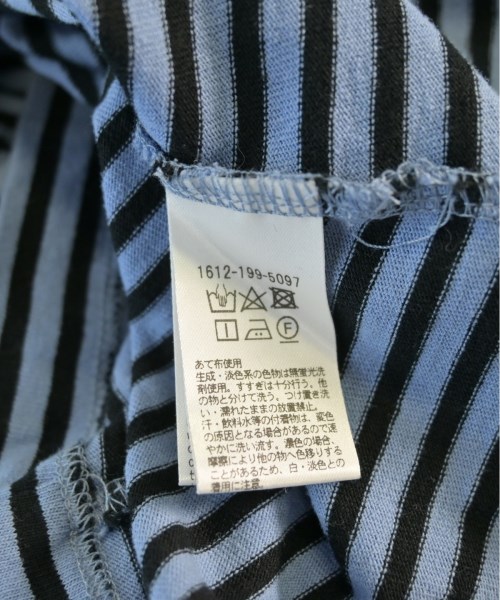 1612-199-5097
F
あて布使用
生成・淡色系の色物は無蛍光洗
剤使用。すすぎは十分行う。他
の物と分けて洗う。つけ置き洗
い・濡れたままの放置禁止。
汗・飲料水等の付着物は、変色
の原因となる場合があるので速
やかに洗い流す。濃色の場合、
摩擦により他の物へ色移りする
ことがあるため、白・淡色との
着用に注意